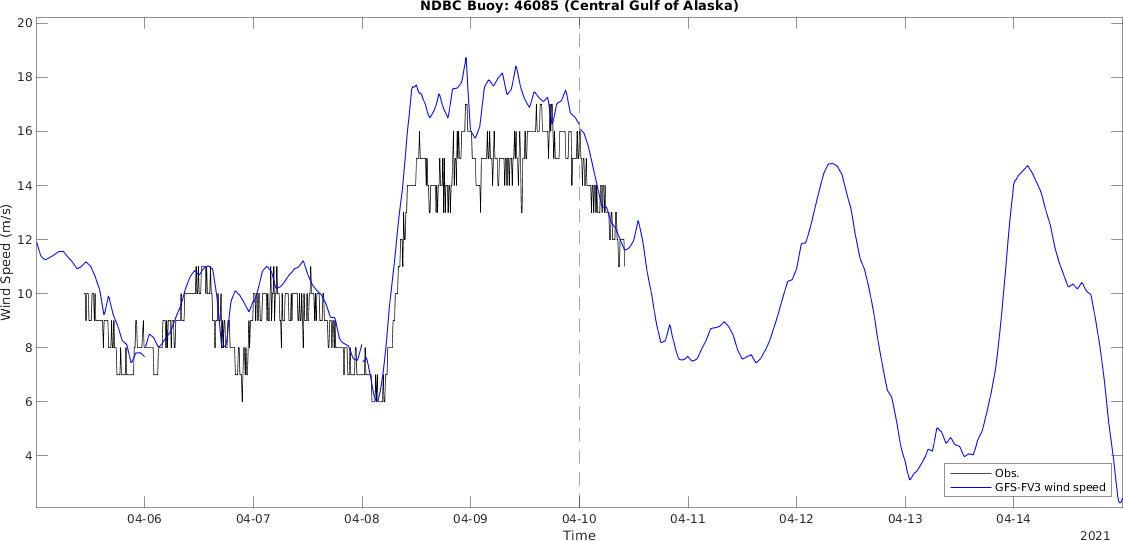 NDBC Buoy: 46085 (Central Gulf of Alaska)
20
18
16
14
12
10
8
6
4
Wind Speed (m/s)
Obs.
GFS-FV3 wind speed
04-06 04-07 04-08 04-09 04-10 04-11 04-12 04-13 04-14
Time
2021